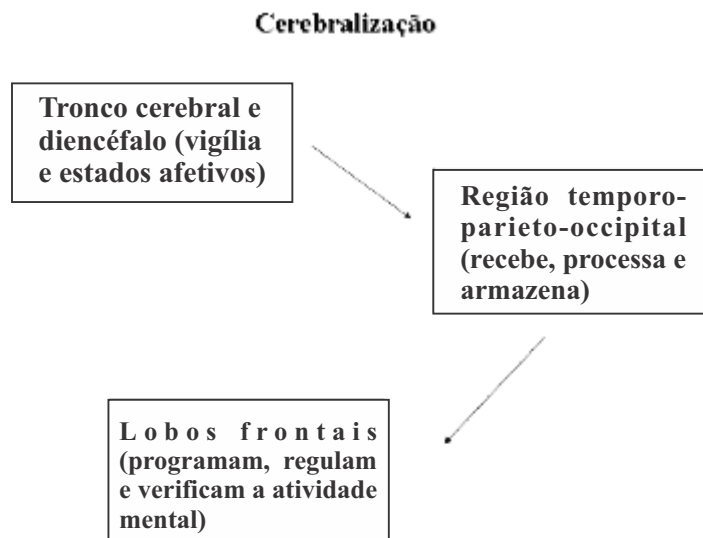 Cerebralização
Tronco cerebral e
diencéfalo (vigília
e estados afetivos)
Região temporo-
parieto-occipital
(recebe, processa e
armazena)
Lobos frontais
(programam, regulam
e verificam a atividade
mental)